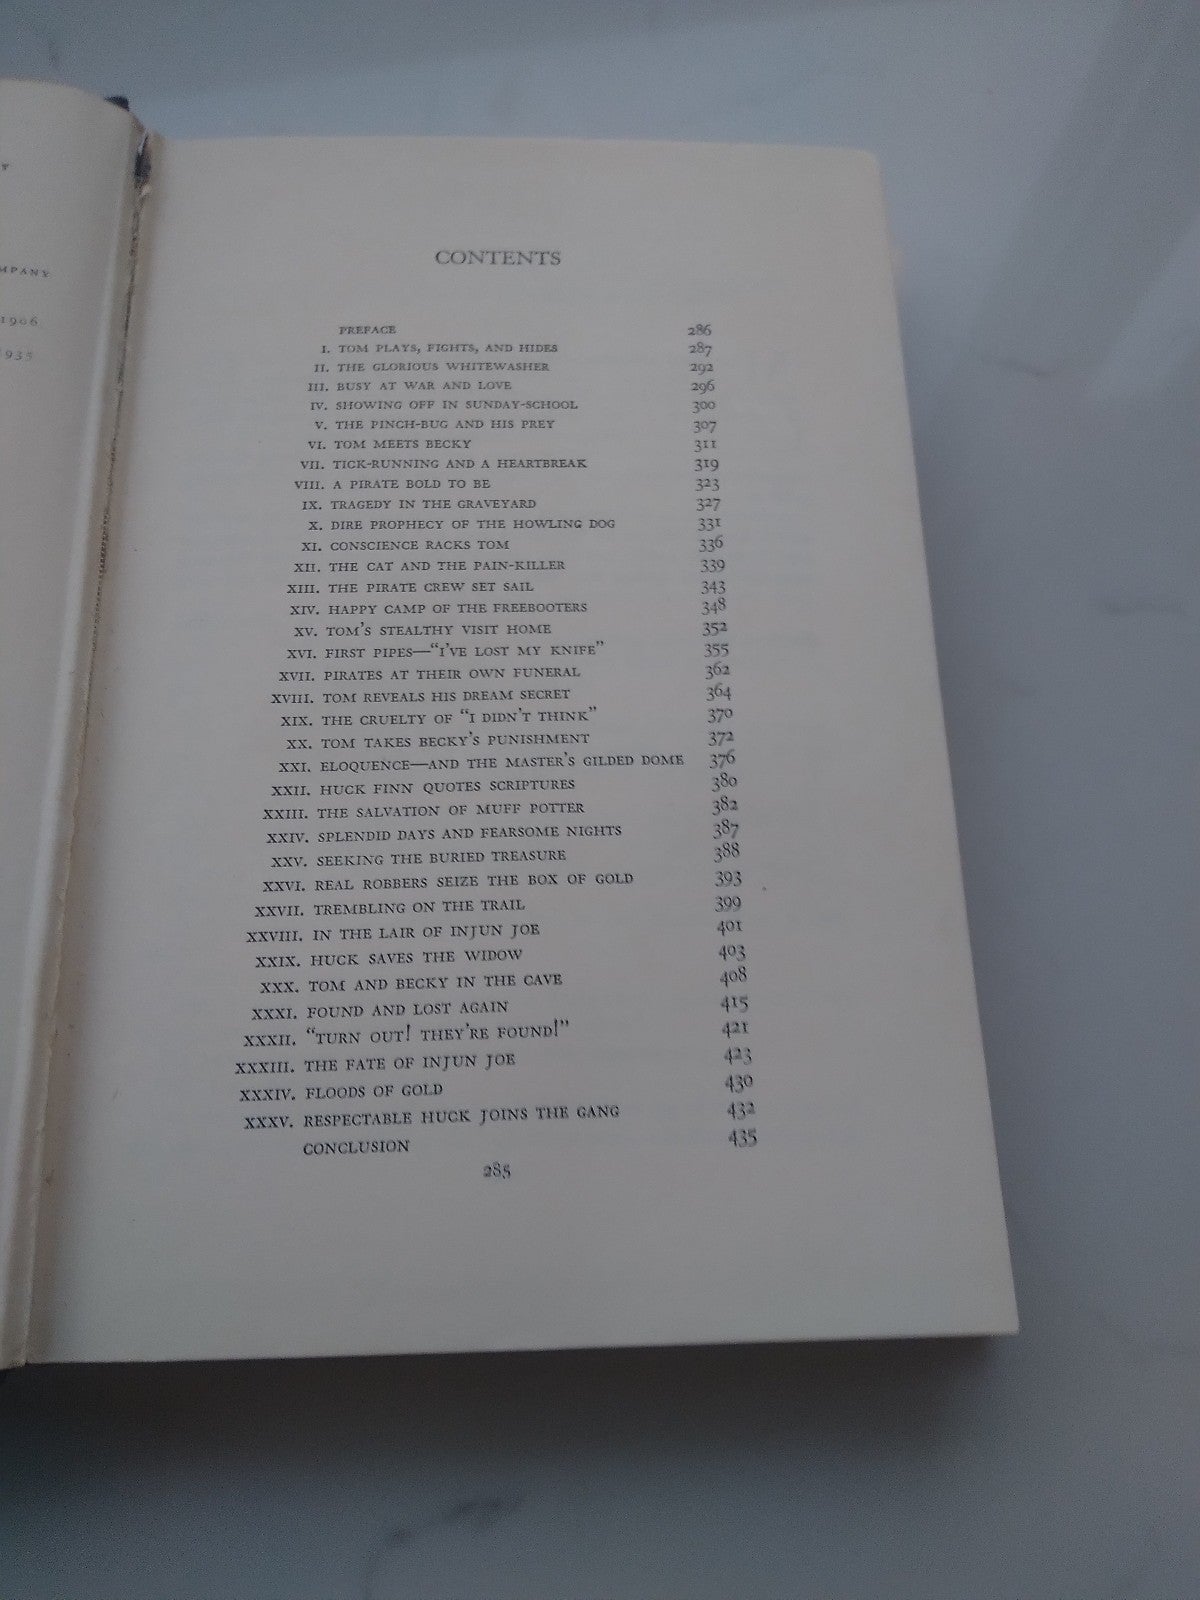 Y
MPANY
1906
1935
CONTENTS
PREFACE 286
I. TOM PLAYS, FIGHTS, AND HIDES 287
II. THE GLORIOUS WHITEWASHER 292
III. BUSY AT WAR AND LOVE 296
IV. SHOWING OFF IN SUNDAY-SCHOOL 300
V. THE PINCH-BUG AND HIS PREY 307
VI. TOM MEETS BECKY 311
VII. TICK-RUNNING AND A HEARTBREAK 319
VIII. A PIRATE BOLD TO BE 323
IX. TRAGEDY IN THE GRAVEYARD 327
X. DIRE PROPHECY OF THE HOWLING DOG 331
XI. CONSCIENCE RACKS TOM 336
XII. THE CAT AND THE PAIN-KILLER 339
XIII. THE PIRATE CREW SET SAIL 343
XIV. HAPPY CAMP OF THE FREEBOOTERS 348
XV. TOM'S STEALTHY VISIT HOME 352
XVI. FIRST PIPES—"I'VE LOST MY KNIFE" 355
XVII. PIRATES AT THEIR OWN FUNERAL 362
XVIII. TOM REVEALS HIS DREAM SECRET 364
XIX. THE CRUELTY OF "I DIDN'T THINK" 370
XX. TOM TAKES BECKY'S PUNISHMENT 372
XXI. ELOQUENCE—AND THE MASTER'S GILDED DOME 376
XXII. HUCK FINN QUOTES SCRIPTURES 380
XXIII. THE SALVATION OF MUFF POTTER 382
XXIV. SPLENDID DAYS AND FEARSOME NIGHTS 387
XXV. SEEKING THE BURIED TREASURE 388
XXVI. REAL ROBBERS SEIZE THE BOX OF GOLD 393
XXVII. TREMBLING ON THE TRAIL 399
XXVIII. IN THE LAIR OF INJUN JOE 401
XXIX. HUCK SAVES THE WIDOW 403
XXX. TOM AND BECKY IN THE CAVE 408
XXXI. FOUND AND LOST AGAIN 415
XXXII. "TURN OUT! THEY'RE FOUND!" 421
XXXIII. THE FATE OF INJUN JOE 423
XXXIV. FLOODS OF GOLD 430
XXXV. RESPECTABLE HUCK JOINS THE GANG 432
CONCLUSION 435
285